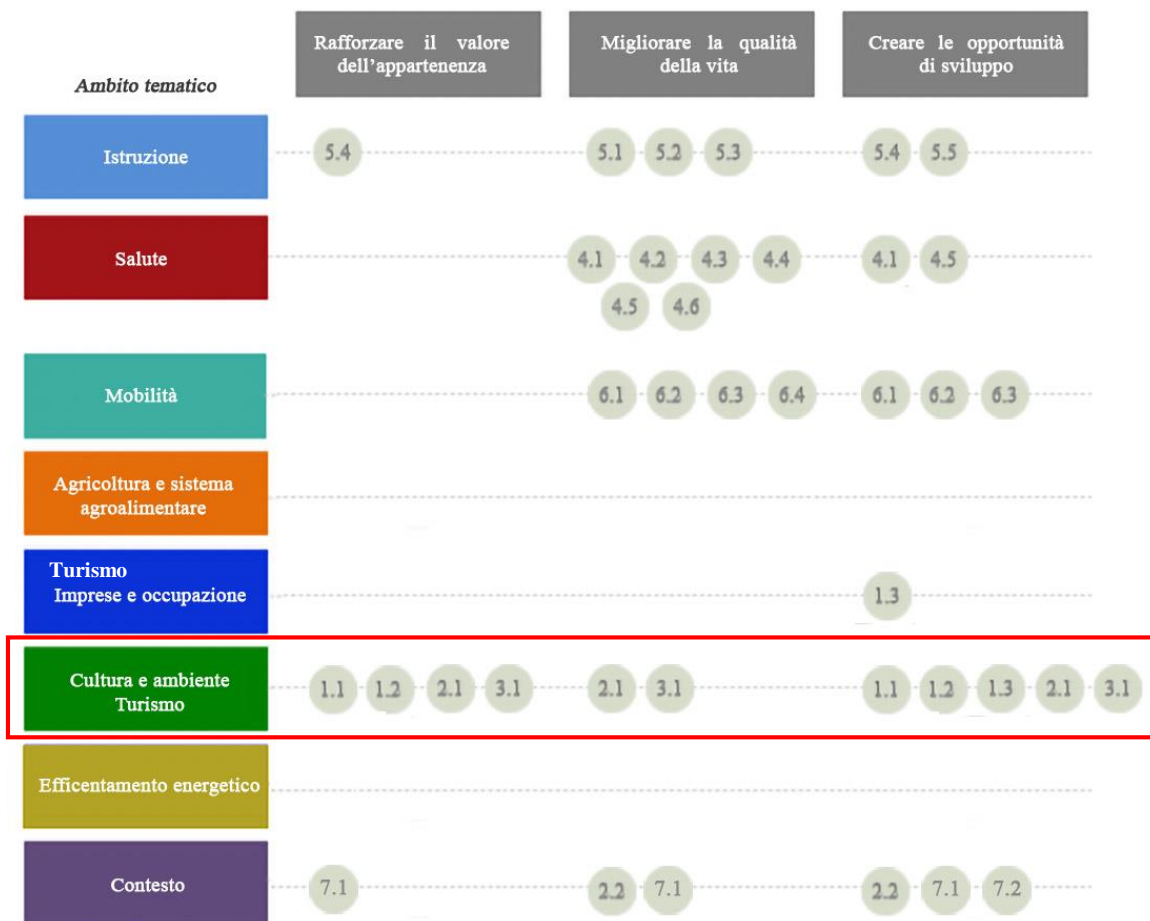 Rafforzare il valore
dell'appartenenza
Migliorare la qualità
della vita
Creare le opportunità
di sviluppo
Ambito tematico
Istruzione
5.4
5.1 5.2 5.3
5.4 5.5
Salute
4.1 4.2 4.3 4.4
4.5 4.6
4.1 4.5
Mobilità
6.1 6.2 6.3 6.4
6.1 6.2 6.3
Agricoltura e sistema
agroalimentare
Turismo
Imprese e occupazione
1.3
Cultura e ambiente
Turismo
1.1 1.2 2.1 3.1
2.1 3.1
1.1 1.2 1.3 2.1 3.1
Efficentamento energetico
Contesto
7.1
2.2 7.1
2.2 7.1 7.2